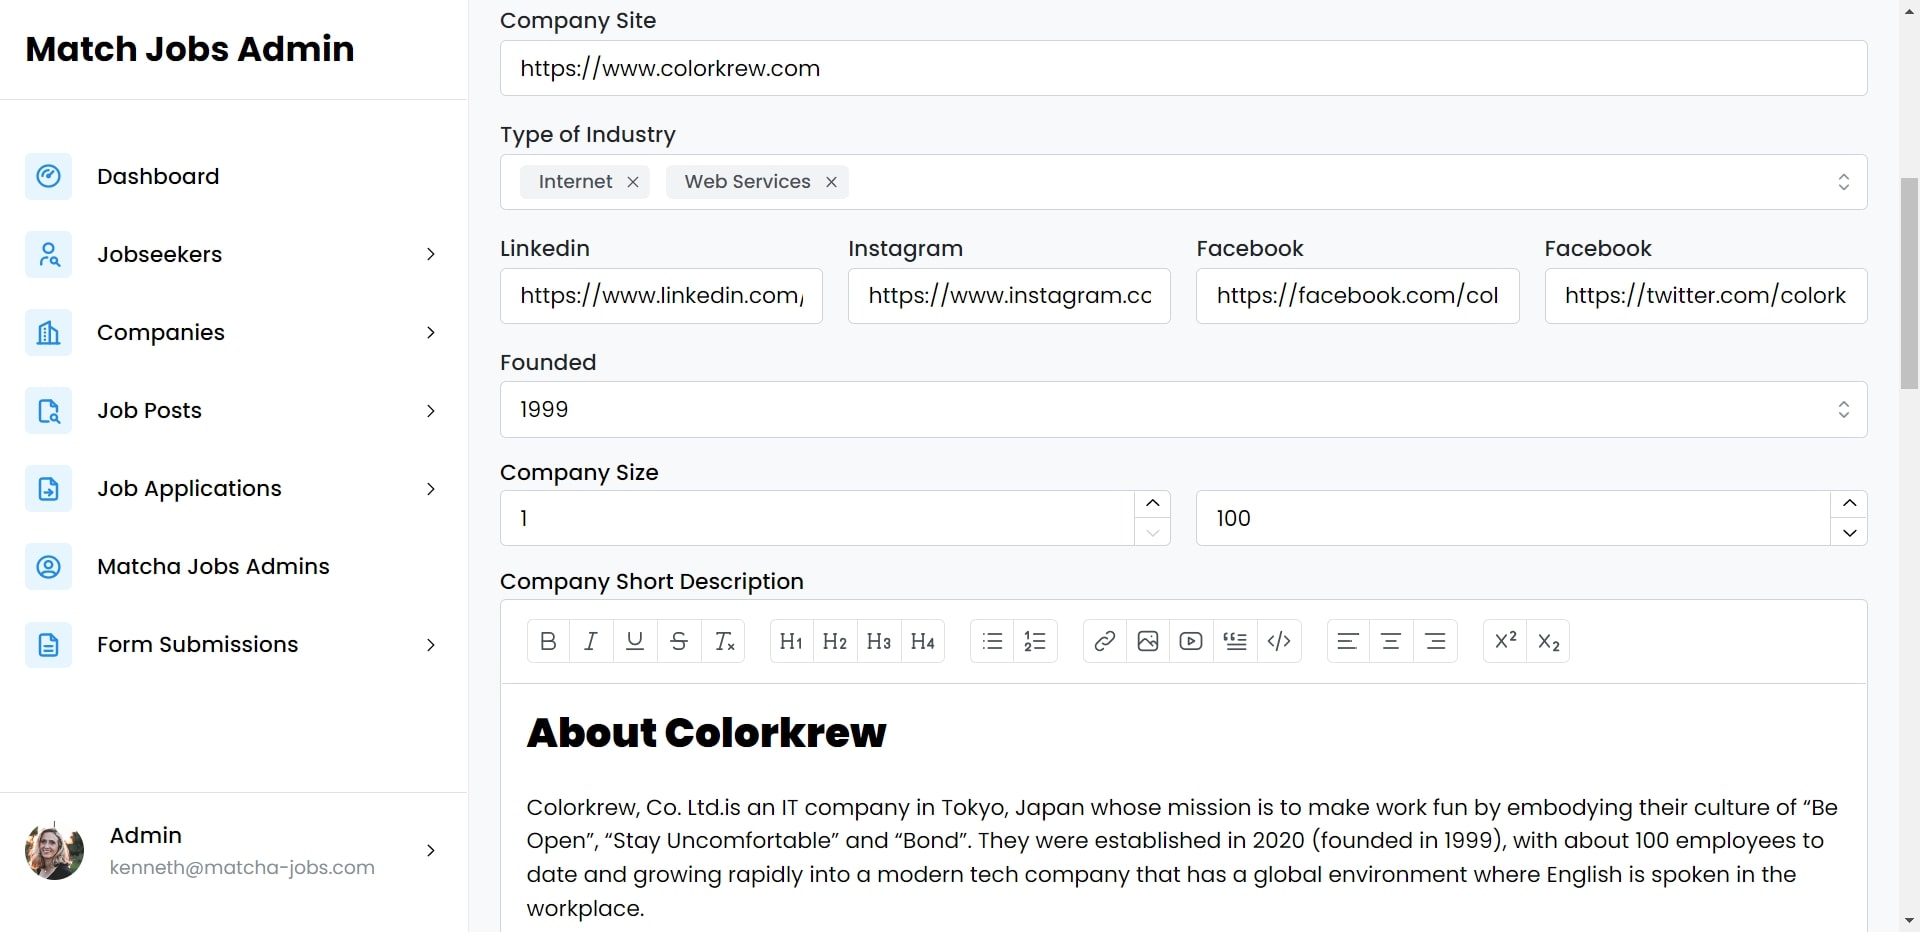 Match Jobs Admin
Dashboard
Jobseekers
Companies
Job Posts
Job Applications
Matcha Jobs Admins
Form Submissions
Admin
kenneth@matcha-jobs.com
Company Site
https://www.colorkrew.com
Type of Industry
Internet Web Services
Linkedin Instagram Facebook Facebook
https://www.linkedin.com/ https://www.instagram.cc https://facebook.com/col https://twitter.com/colork
Founded
1999
Company Size
1 100
Company Short Description
B I U S Tx H1 H2 H3 H4 X² X₂
About Colorkrew
Colorkrew, Co. Ltd.is an IT company in Tokyo, Japan whose mission is to make work fun by embodying their culture of “Be
Open”, “Stay Uncomfortable” and “Bond”. They were established in 2020 (founded in 1999), with about 100 employees to
date and growing rapidly into a modern tech company that has a global environment where English is spoken in the
workplace.